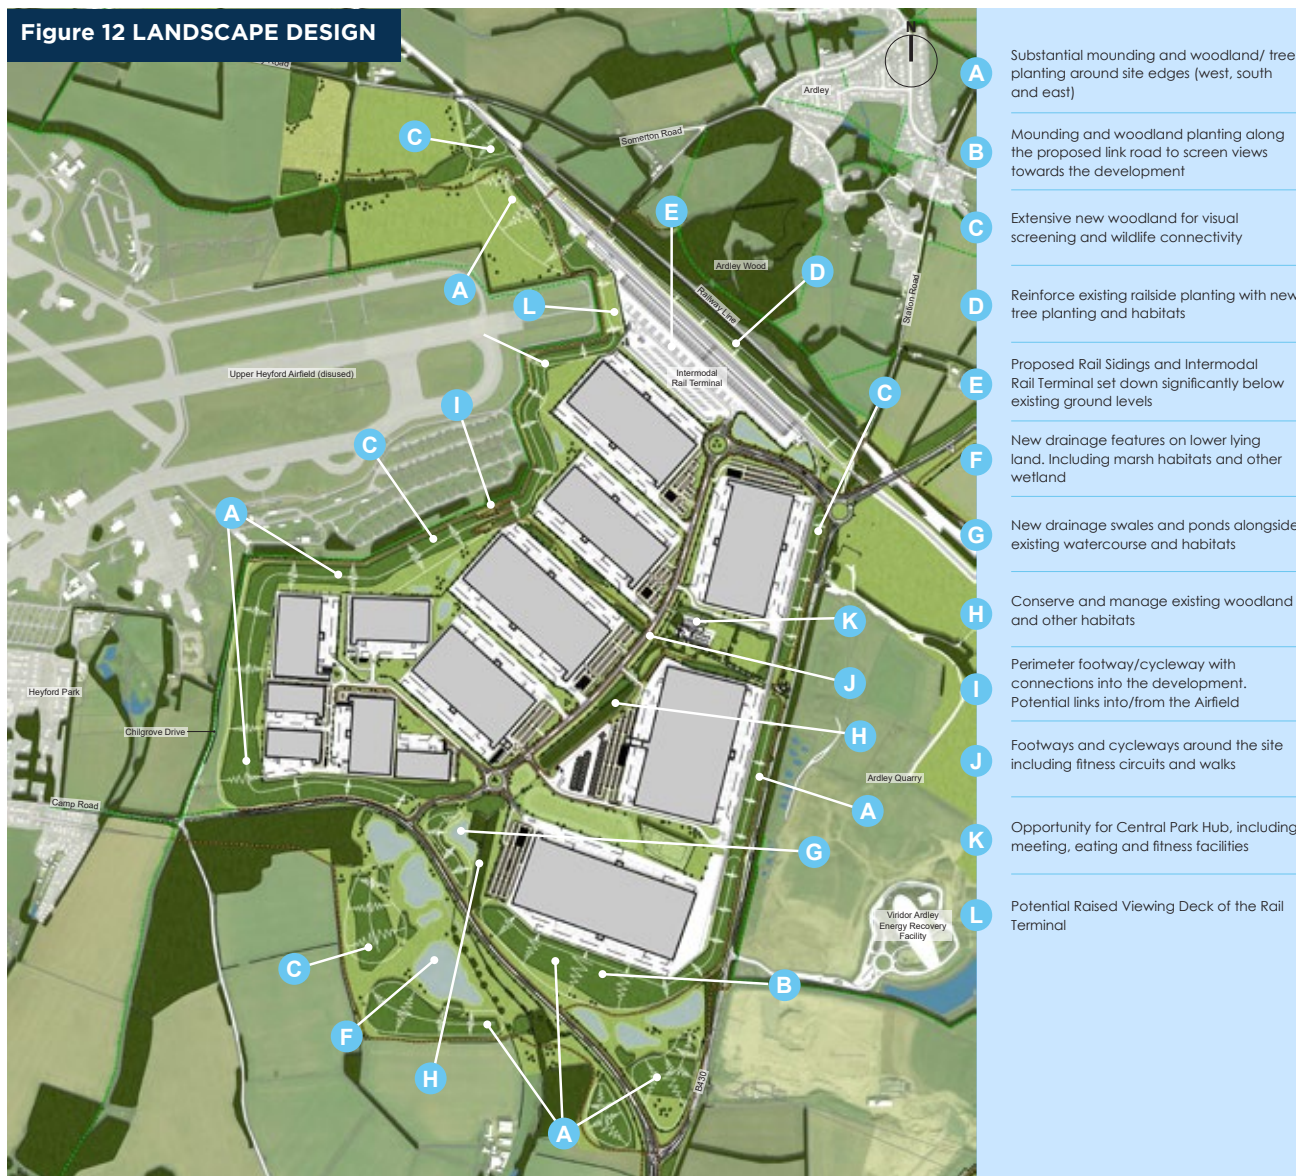 Figure 12 LANDSCAPE DESIGN
N
Ardley
Somerton Road
C
E
Ardley Wood
D
Railway Line
Station Road
A
L
Upper Heyford Airfield (disused)
Intermodal
Rail Terminal
C
I
C
A
K
J
Heyford Park
H
Chilgrove Drive
Ardley Quarry
Camp Road
A
G
Viridor Ardley
Energy Recovery
Facility
C
B
F
H
B430
A
A
Substantial mounding and woodland/ tree
planting around site edges (west, south
and east)
B
Mounding and woodland planting along
the proposed link road to screen views
towards the development
C
Extensive new woodland for visual
screening and wildlife connectivity
D
Reinforce existing railside planting with new
tree planting and habitats
E
Proposed Rail Sidings and Intermodal
Rail Terminal set down significantly below
existing ground levels
F
New drainage features on lower lying
land. Including marsh habitats and other
wetland
G
New drainage swales and ponds alongside
existing watercourse and habitats
H
Conserve and manage existing woodland
and other habitats
I
Perimeter footway/cycleway with
connections into the development.
Potential links into/from the Airfield
J
Footways and cycleways around the site
including fitness circuits and walks
K
Opportunity for Central Park Hub, including
meeting, eating and fitness facilities
L
Potential Raised Viewing Deck of the Rail
Terminal